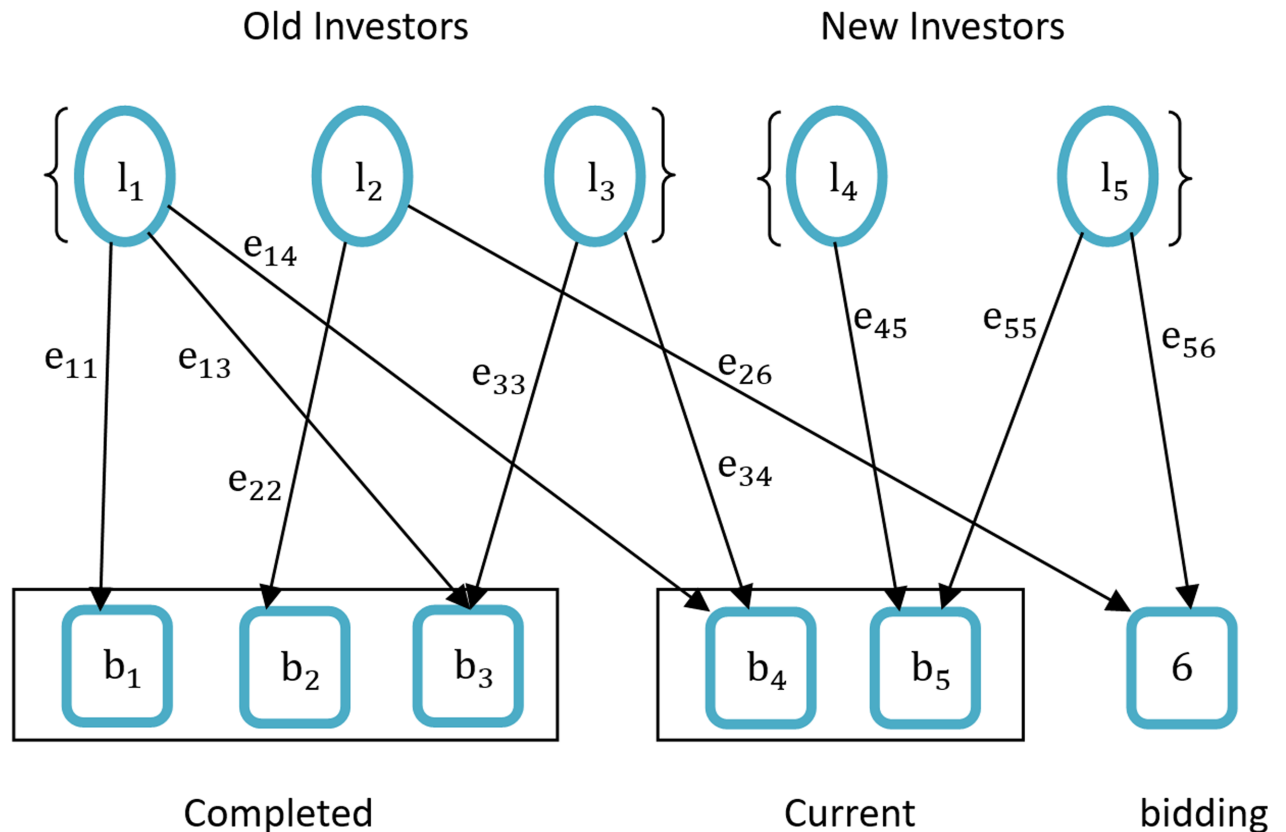 Old Investors
New Investors
l₁
l₂
l₃
l₄
l₅
e₁₄
e₄₅
e₅₅
e₅₆
e₁₁
e₁₃
e₃₃
e₂₆
e₂₂
e₃₄
b₁
b₂
b₃
b₄
b₅
6
Completed
Current
bidding